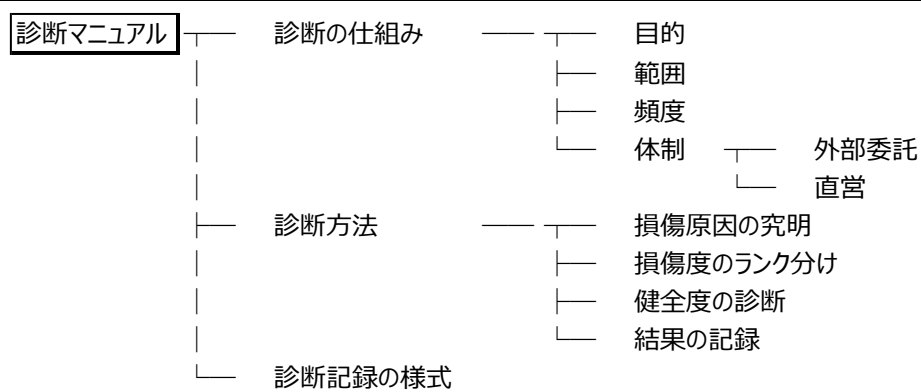 診断マニュアル 診断の仕組み 目的
範囲
頻度
体制 外部委託
直営
診断方法 損傷原因の究明
損傷度のランク分け
健全度の診断
結果の記録
診断記録の様式